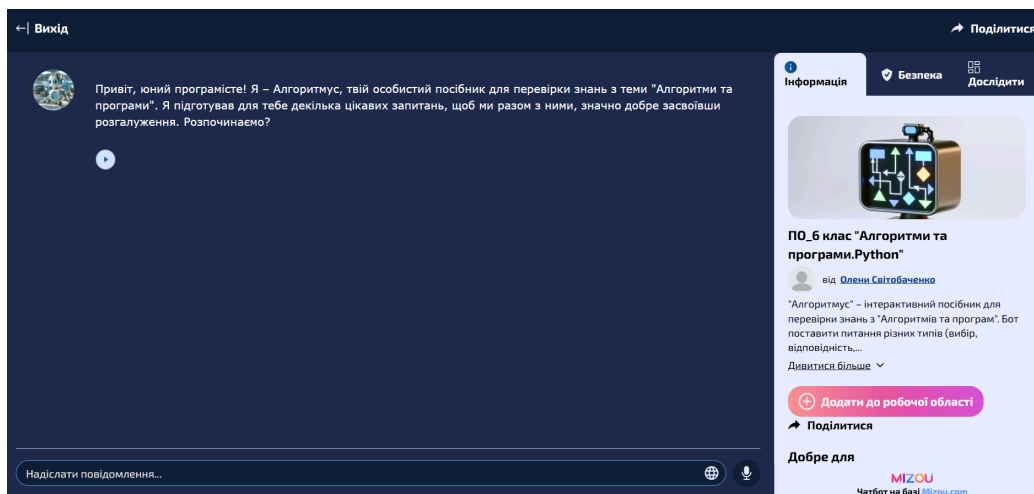 ←| Вихід
Поділитися
Привіт, юний програмісте! Я – Алгоритмус, твій особистий посібник для перевірки знань з теми "Алгоритми та
програми". Я підготував для тебе декілька цікавих запитань, щоб ми разом з ними, значно добре засвоївши
розгалуження. Розпочинаємо?
Надіслати повідомлення...
Інформація
Безпека
Дослідити
ПО_6 клас "Алгоритми та
програми.Python"
від Олени Світобаченко
"Алгоритмус" – інтерактивний посібник для
перевірки знань з "Алгоритмів та програм". Бот
поставити питання різних типів (вибір,
відповідність,...
Дивитися більше
Додати до робочої області
Поділитися
Добре для
MIZOU
Чатбот на базі Mizou.com